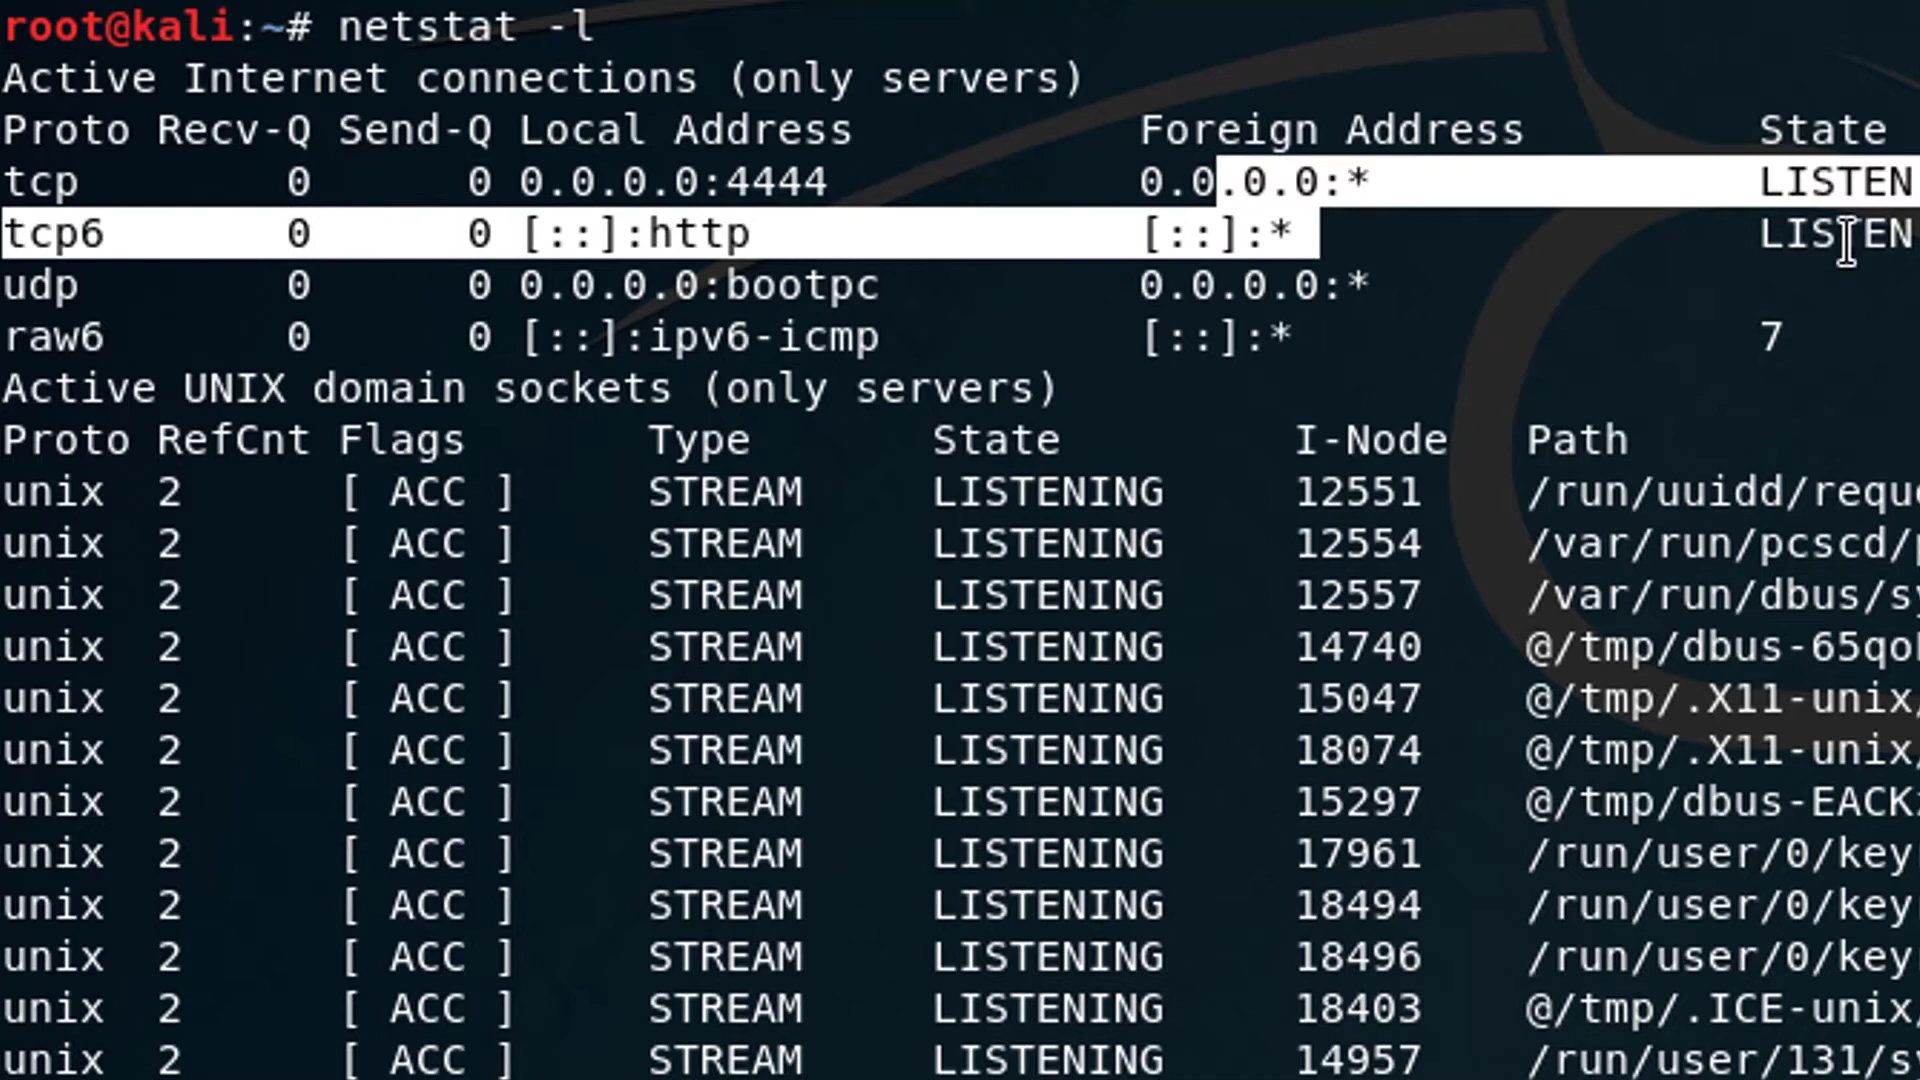 root@kali:~# netstat -l
Active Internet connections (only servers)
Proto Recv-Q Send-Q Local Address           Foreign Address         State
tcp        0      0 0.0.0.0:4444            0.0.0.0:*               LISTEN
tcp6       0      0 [::]:http               [::]:*                  LISTEN
udp        0      0 0.0.0.0:bootpc          0.0.0.0:*
raw6       0      0 [::]:ipv6-icmp          [::]:*                  7
Active UNIX domain sockets (only servers)
Proto RefCnt Flags       Type       State         I-Node   Path
unix  2      [ ACC ]     STREAM     LISTENING     12551    /run/uuidd/requ
unix  2      [ ACC ]     STREAM     LISTENING     12554    /var/run/pcscd/
unix  2      [ ACC ]     STREAM     LISTENING     12557    /var/run/dbus/s
unix  2      [ ACC ]     STREAM     LISTENING     14740    @/tmp/dbus-65qo
unix  2      [ ACC ]     STREAM     LISTENING     15047    @/tmp/.X11-unix/
unix  2      [ ACC ]     STREAM     LISTENING     18074    @/tmp/.X11-unix/
unix  2      [ ACC ]     STREAM     LISTENING     15297    @/tmp/dbus-EACK
unix  2      [ ACC ]     STREAM     LISTENING     17961    /run/user/0/key
unix  2      [ ACC ]     STREAM     LISTENING     18494    /run/user/0/key
unix  2      [ ACC ]     STREAM     LISTENING     18496    /run/user/0/key
unix  2      [ ACC ]     STREAM     LISTENING     18403    @/tmp/.ICE-unix/
unix  2      [ ACC ]     STREAM     LISTENING     14957    /run/user/131/s